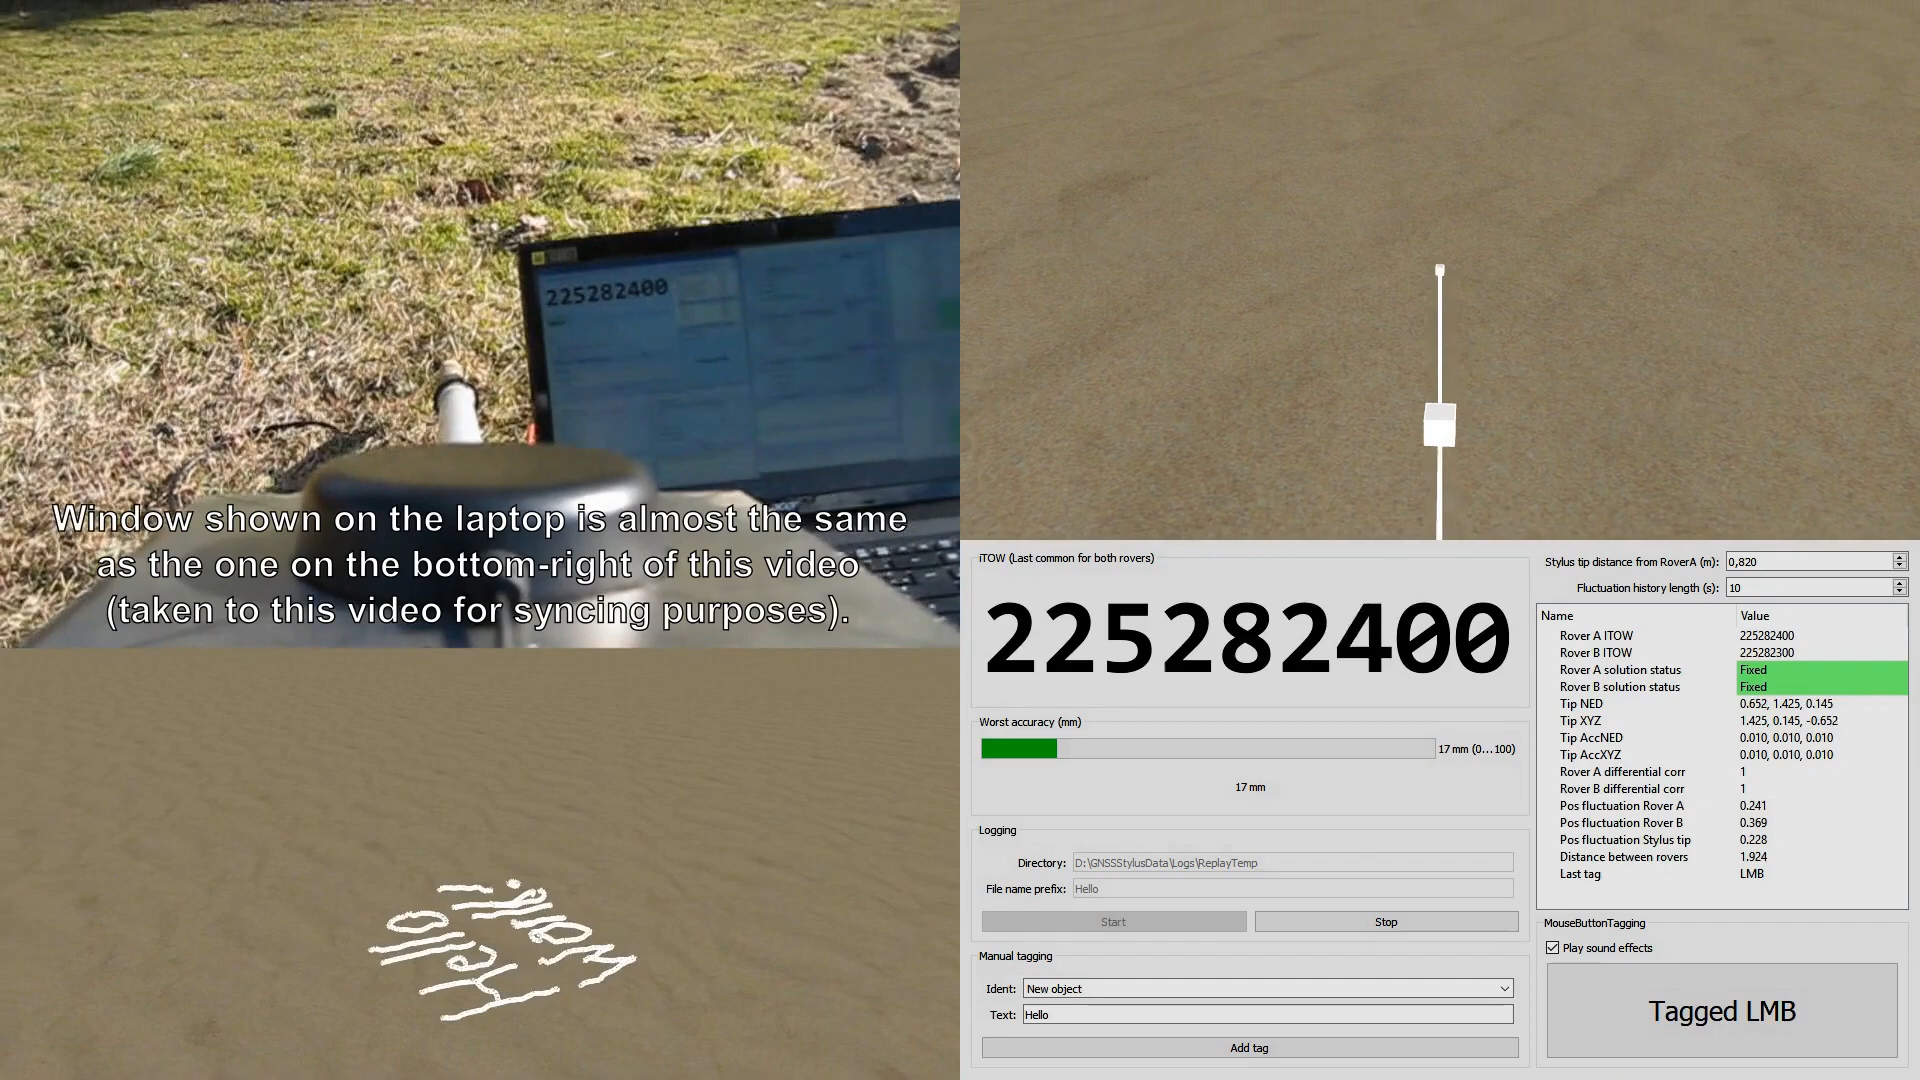 225282400
Window shown on the laptop is almost the same
as the one on the bottom-right of this video
(taken to this video for syncing purposes).
Hello
World!
iTOW (Last common for both rovers)
225282400
Worst accuracy (mm)
17 mm (0...100)
17 mm
Logging
Directory: D:\GNSSStylusData\Logs\ReplayTemp
File name prefix: Hello
Start Stop
Manual tagging
Ident: New object
Text: Hello
Add tag
Stylus tip distance from RoverA (m): 0,820
Fluctuation history length (s): 10
Name Value
Rover A ITOW 225282400
Rover B ITOW 225282300
Rover A solution status Fixed
Rover B solution status Fixed
Tip NED 0.652, 1.425, 0.145
Tip XYZ 1.425, 0.145, -0.652
Tip AccNED 0.010, 0.010, 0.010
Tip AccXYZ 0.010, 0.010, 0.010
Rover A differential corr 1
Rover B differential corr 1
Pos fluctuation Rover A 0.241
Pos fluctuation Rover B 0.369
Pos fluctuation Stylus tip 0.228
Distance between rovers 1.924
Last tag LMB
MouseButtonTagging
Play sound effects
Tagged LMB